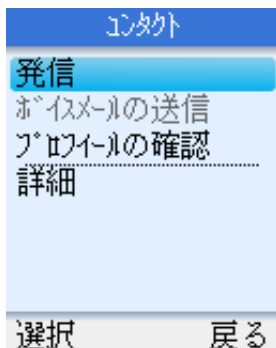 ｺﾝﾀｸﾄ
発信
ﾎﾞｲｽﾒｰﾙの送信
ﾌﾟﾛﾌｨｰﾙの確認
詳細
選択 戻る